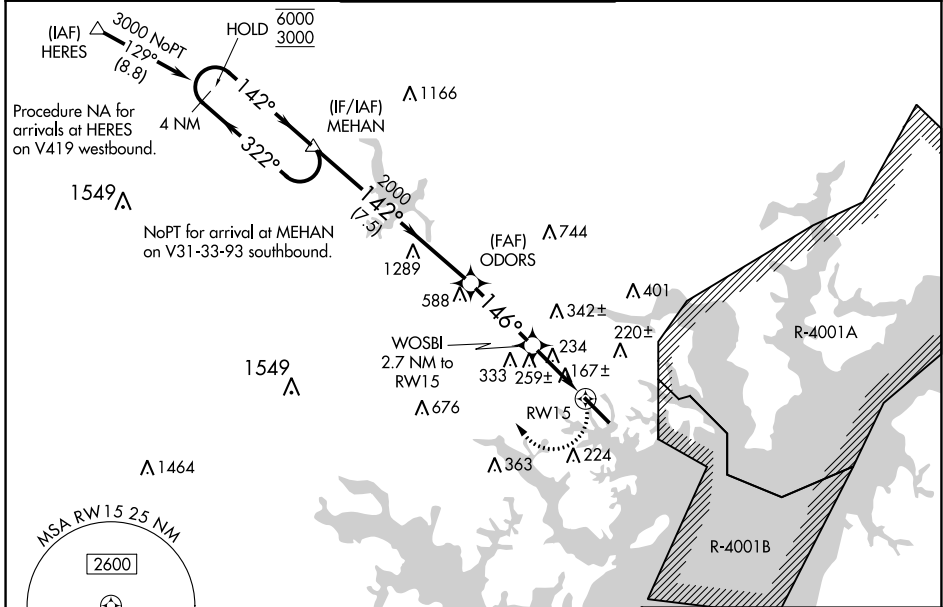 (IAF)
HERES
3000 NoPT
129°
(8.8)
HOLD
6000
3000
142°
4 NM
322°
(IF/IAF)
MEHAN
1166
Procedure NA for
arrivals at HERES
on V419 westbound.
1549
NoPT for arrival at MEHAN
on V31-33-93 southbound.
2000
142°
(7.5)
1289
(FAF)
ODORS
744
588
146°
342±
401
220±
R-4001A
WOSBI
2.7 NM to
RW15
234
333
259±
167±
1549
676
RW15
363
224
1464
R-4001B
MSA RW15 25 NM
2600